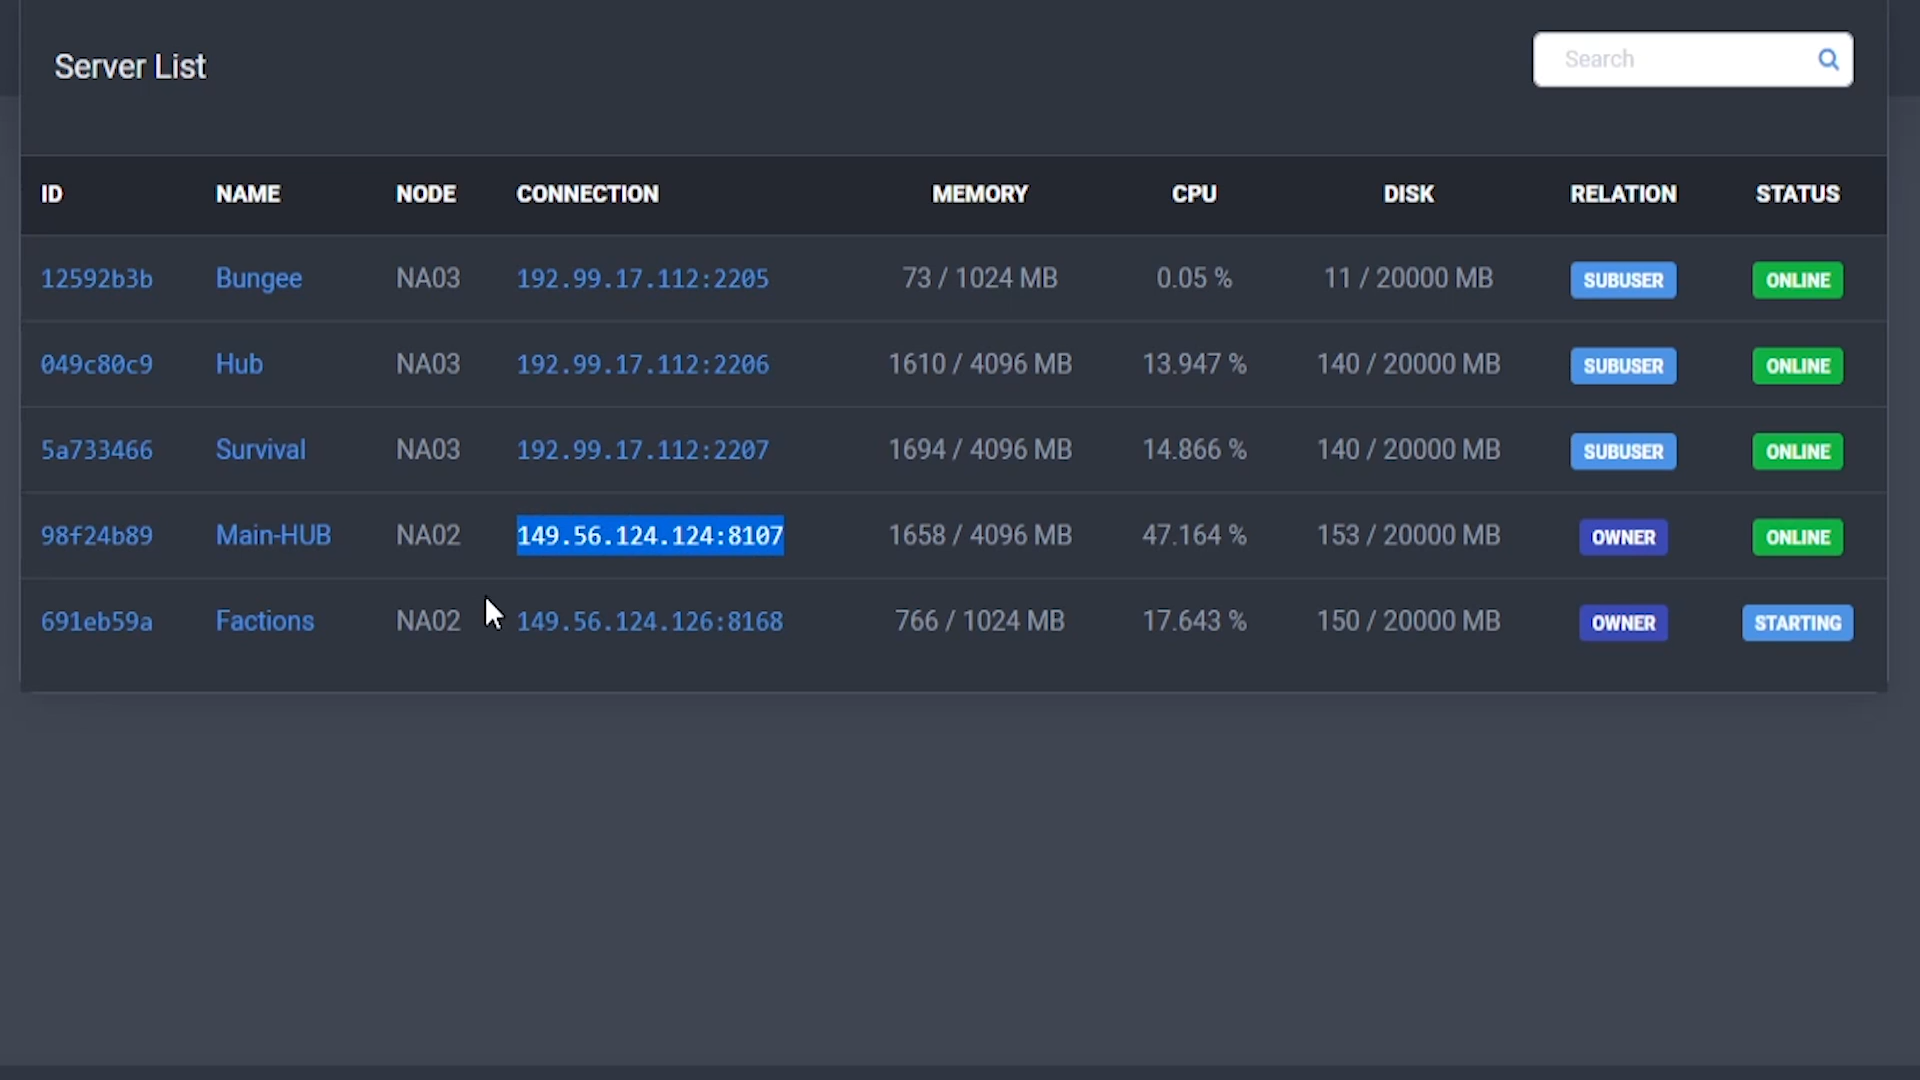 Server List
Search
ID NAME NODE CONNECTION MEMORY CPU DISK RELATION STATUS
12592b3b Bungee NA03 192.99.17.112:2205 73 / 1024 MB 0.05 % 11 / 20000 MB SUBUSER ONLINE
049c80c9 Hub NA03 192.99.17.112:2206 1610 / 4096 MB 13.947 % 140 / 20000 MB SUBUSER ONLINE
5a733466 Survival NA03 192.99.17.112:2207 1694 / 4096 MB 14.866 % 140 / 20000 MB SUBUSER ONLINE
98f24b89 Main-HUB NA02 149.56.124.124:8107 1658 / 4096 MB 47.164 % 153 / 20000 MB OWNER ONLINE
691eb59a Factions NA02 149.56.124.126:8168 766 / 1024 MB 17.643 % 150 / 20000 MB OWNER STARTING